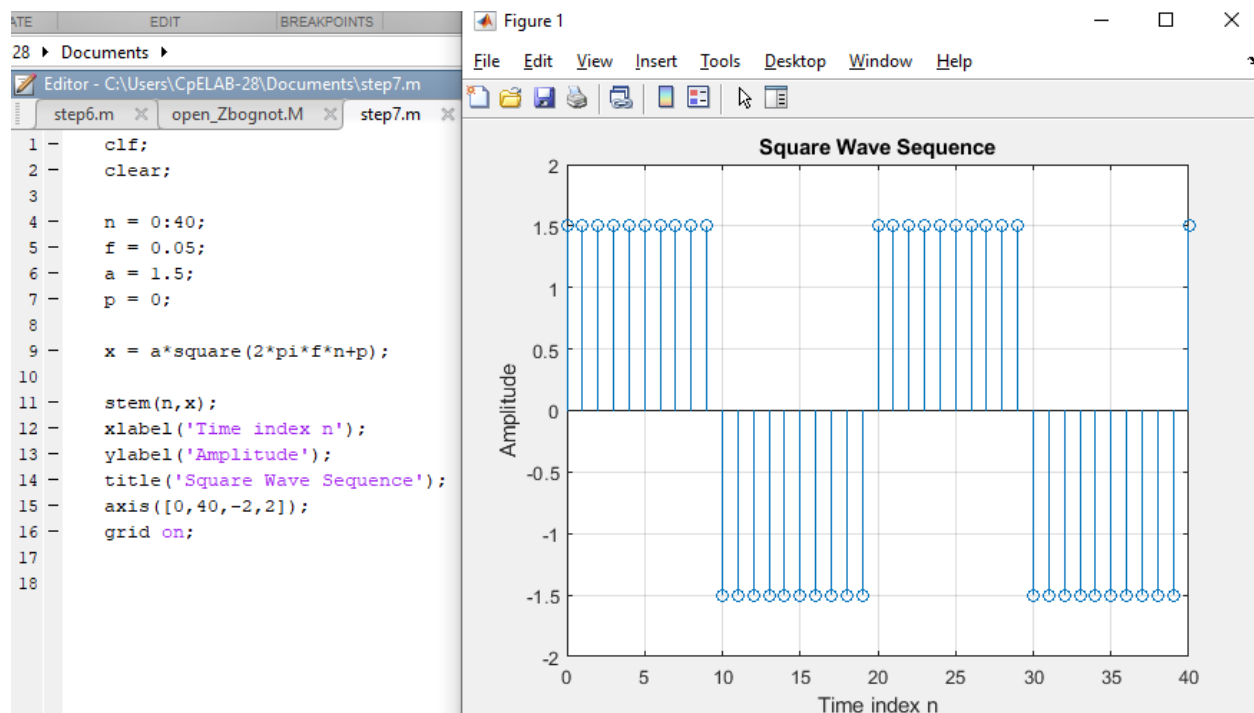 ATE EDIT BREAKPOINTS
28 ▸ Documents ▸
Editor - C:\Users\CpELAB-28\Documents\step7.m
step6.m open_Zbognot.M step7.m
1 - clf;
2 - clear;
3
4 - n = 0:40;
5 - f = 0.05;
6 - a = 1.5;
7 - p = 0;
8
9 - x = a*square(2*pi*f*n+p);
10
11 - stem(n,x);
12 - xlabel('Time index n');
13 - ylabel('Amplitude');
14 - title('Square Wave Sequence');
15 - axis([0,40,-2,2]);
16 - grid on;
17
18
Figure 1
File Edit View Insert Tools Desktop Window Help
Square Wave Sequence
2
1.5
1
0.5
0
-0.5
-1
-1.5
-2
Amplitude
0 5 10 15 20 25 30 35 40
Time index n